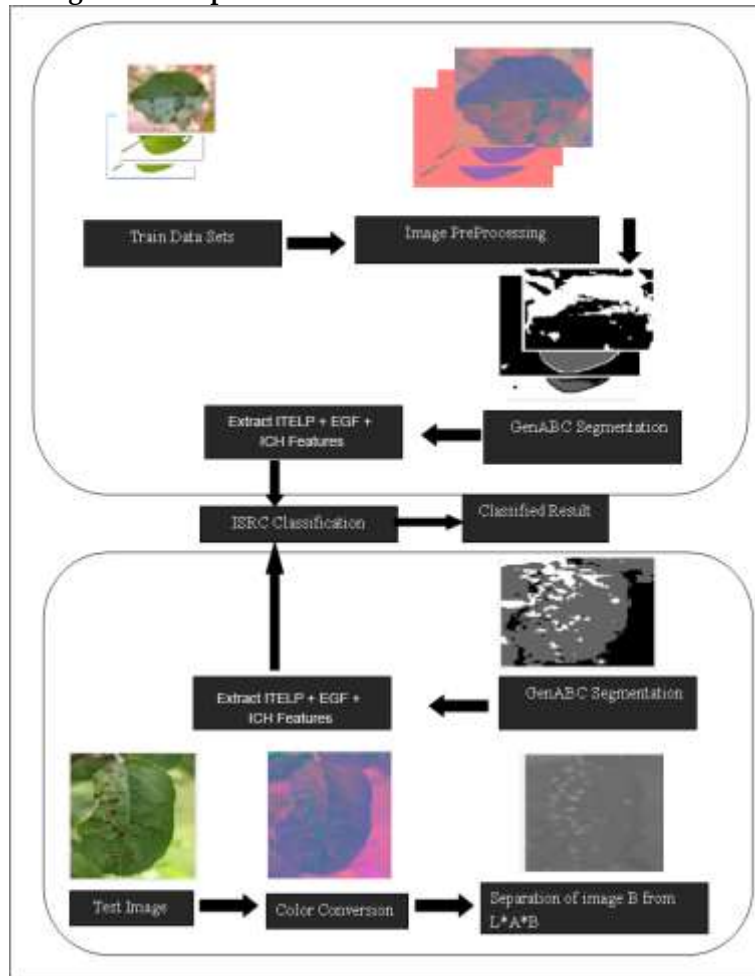 Train Data Sets
Image PreProcessing
Extract ITELP + EGF +
ICH Features
GenABC Segmentation
ISRC Classification
Classified Result
Extract ITELP + EGF +
ICH Features
GenABC Segmentation
Test Image
Color Conversion
Separation of image B from
L*A*B